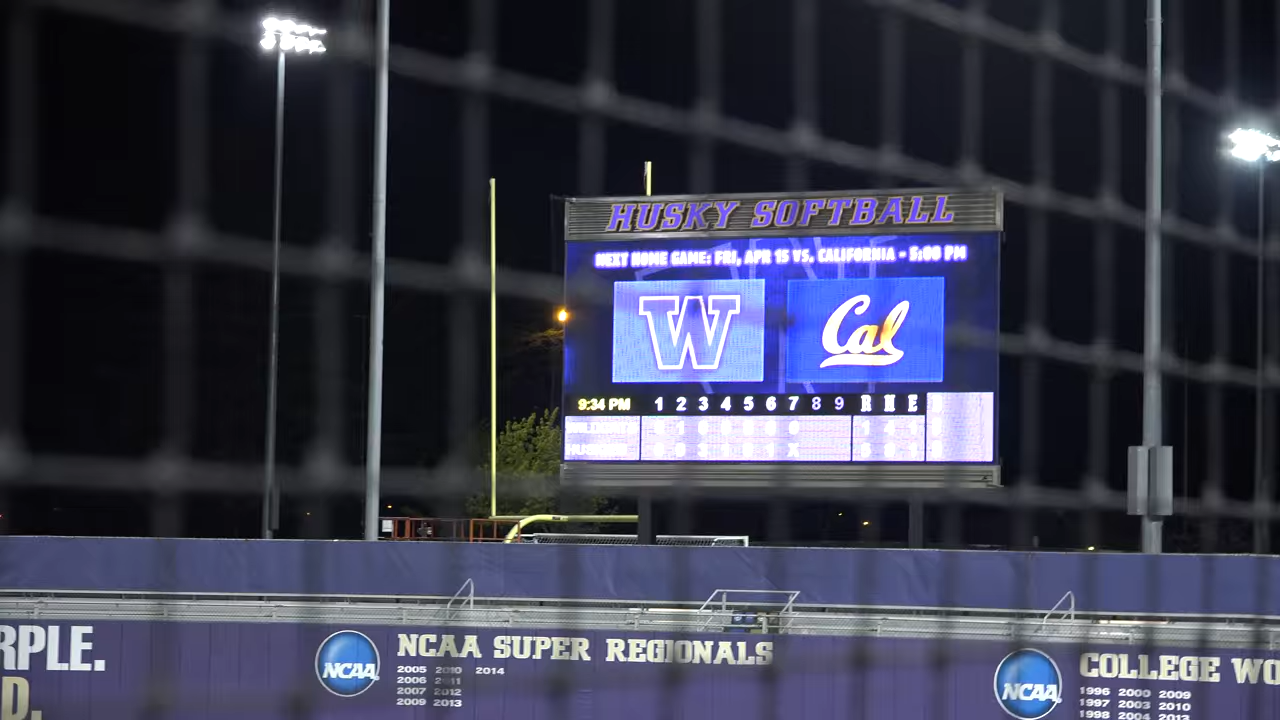 HUSKY SOFTBALL
NEXT HOME GAME: FRI, APR 15 VS. CALIFORNIA - 5:00 PM
W
Cal
9:34 PM 1 2 3 4 5 6 7 8 9 R H E
RPLE.
D.
NCAA
NCAA SUPER REGIONALS
2005 2010 2014
2006 2011
2007 2012
2009 2013
NCAA
COLLEGE WO
1996 2000 2009
1997 2003 2010
1998 2004 2013